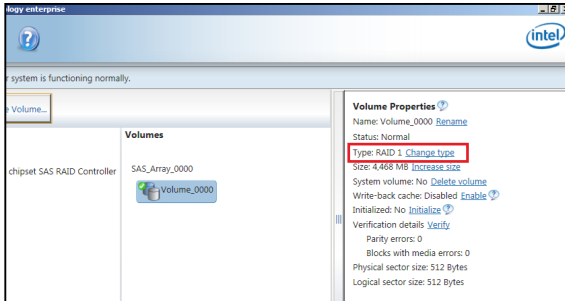 ology enterprise
?
intel
r system is functioning normally.
e Volume...
Volumes
chipset SAS RAID Controller
SAS_Array_0000
Volume_0000
Volume Properties ?
Name: Volume_0000 Rename
Status: Normal
Type: RAID 1 Change type
Size: 4,468 MB Increase size
System volume: No Delete volume
Write-back cache: Disabled Enable ?
Initialized: No Initialize ?
Verification details Verify
Parity errors: 0
Blocks with media errors: 0
Physical sector size: 512 Bytes
Logical sector size: 512 Bytes